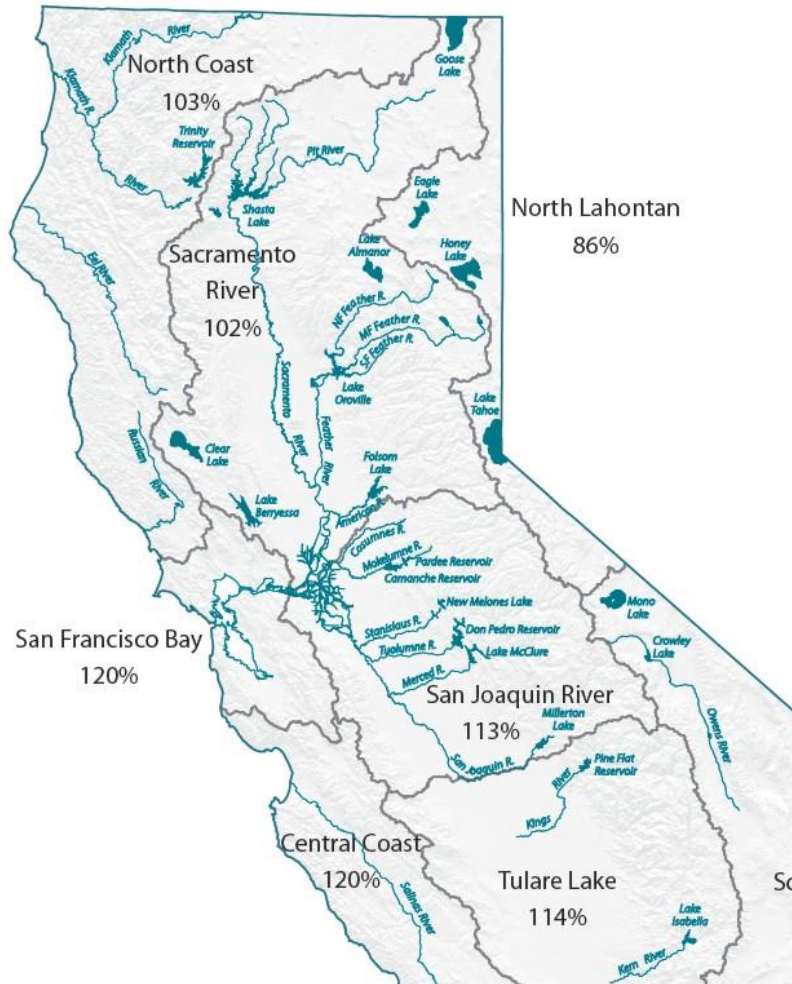 Klamath River
Goose
Lake
North Coast
103%
Klamath R.
Trinity
Reservoir
Pit River
River
Shasta
Lake
Eagle
Lake
North Lahontan
86%
Eel River
Sacramento
River
102%
Lake
Almanor
Honey
Lake
NF Feather R.
MF Feather R.
SF Feather R.
Lake
Oroville
Sacramento River
Feather River
Lake
Tahoe
Russian River
Clear
Lake
Folsom
Lake
Lake
Berryessa
American R.
Cosumnes R.
Mokelumne R.
Pardee Reservoir
Camanche Reservoir
Mono
Lake
New Melones Lake
Stanislaus R.
Don Pedro Reservoir
San Francisco Bay
120%
Tuolumne R.
Lake McClure
Crowley
Lake
Merced R.
San Joaquin River
113%
Millerton
Lake
Owens River
San Joaquin R.
Pine Flat
Reservoir
Kings River
Central Coast
120%
Salinas River
Tulare Lake
114%
Lake
Isabella
Kern River